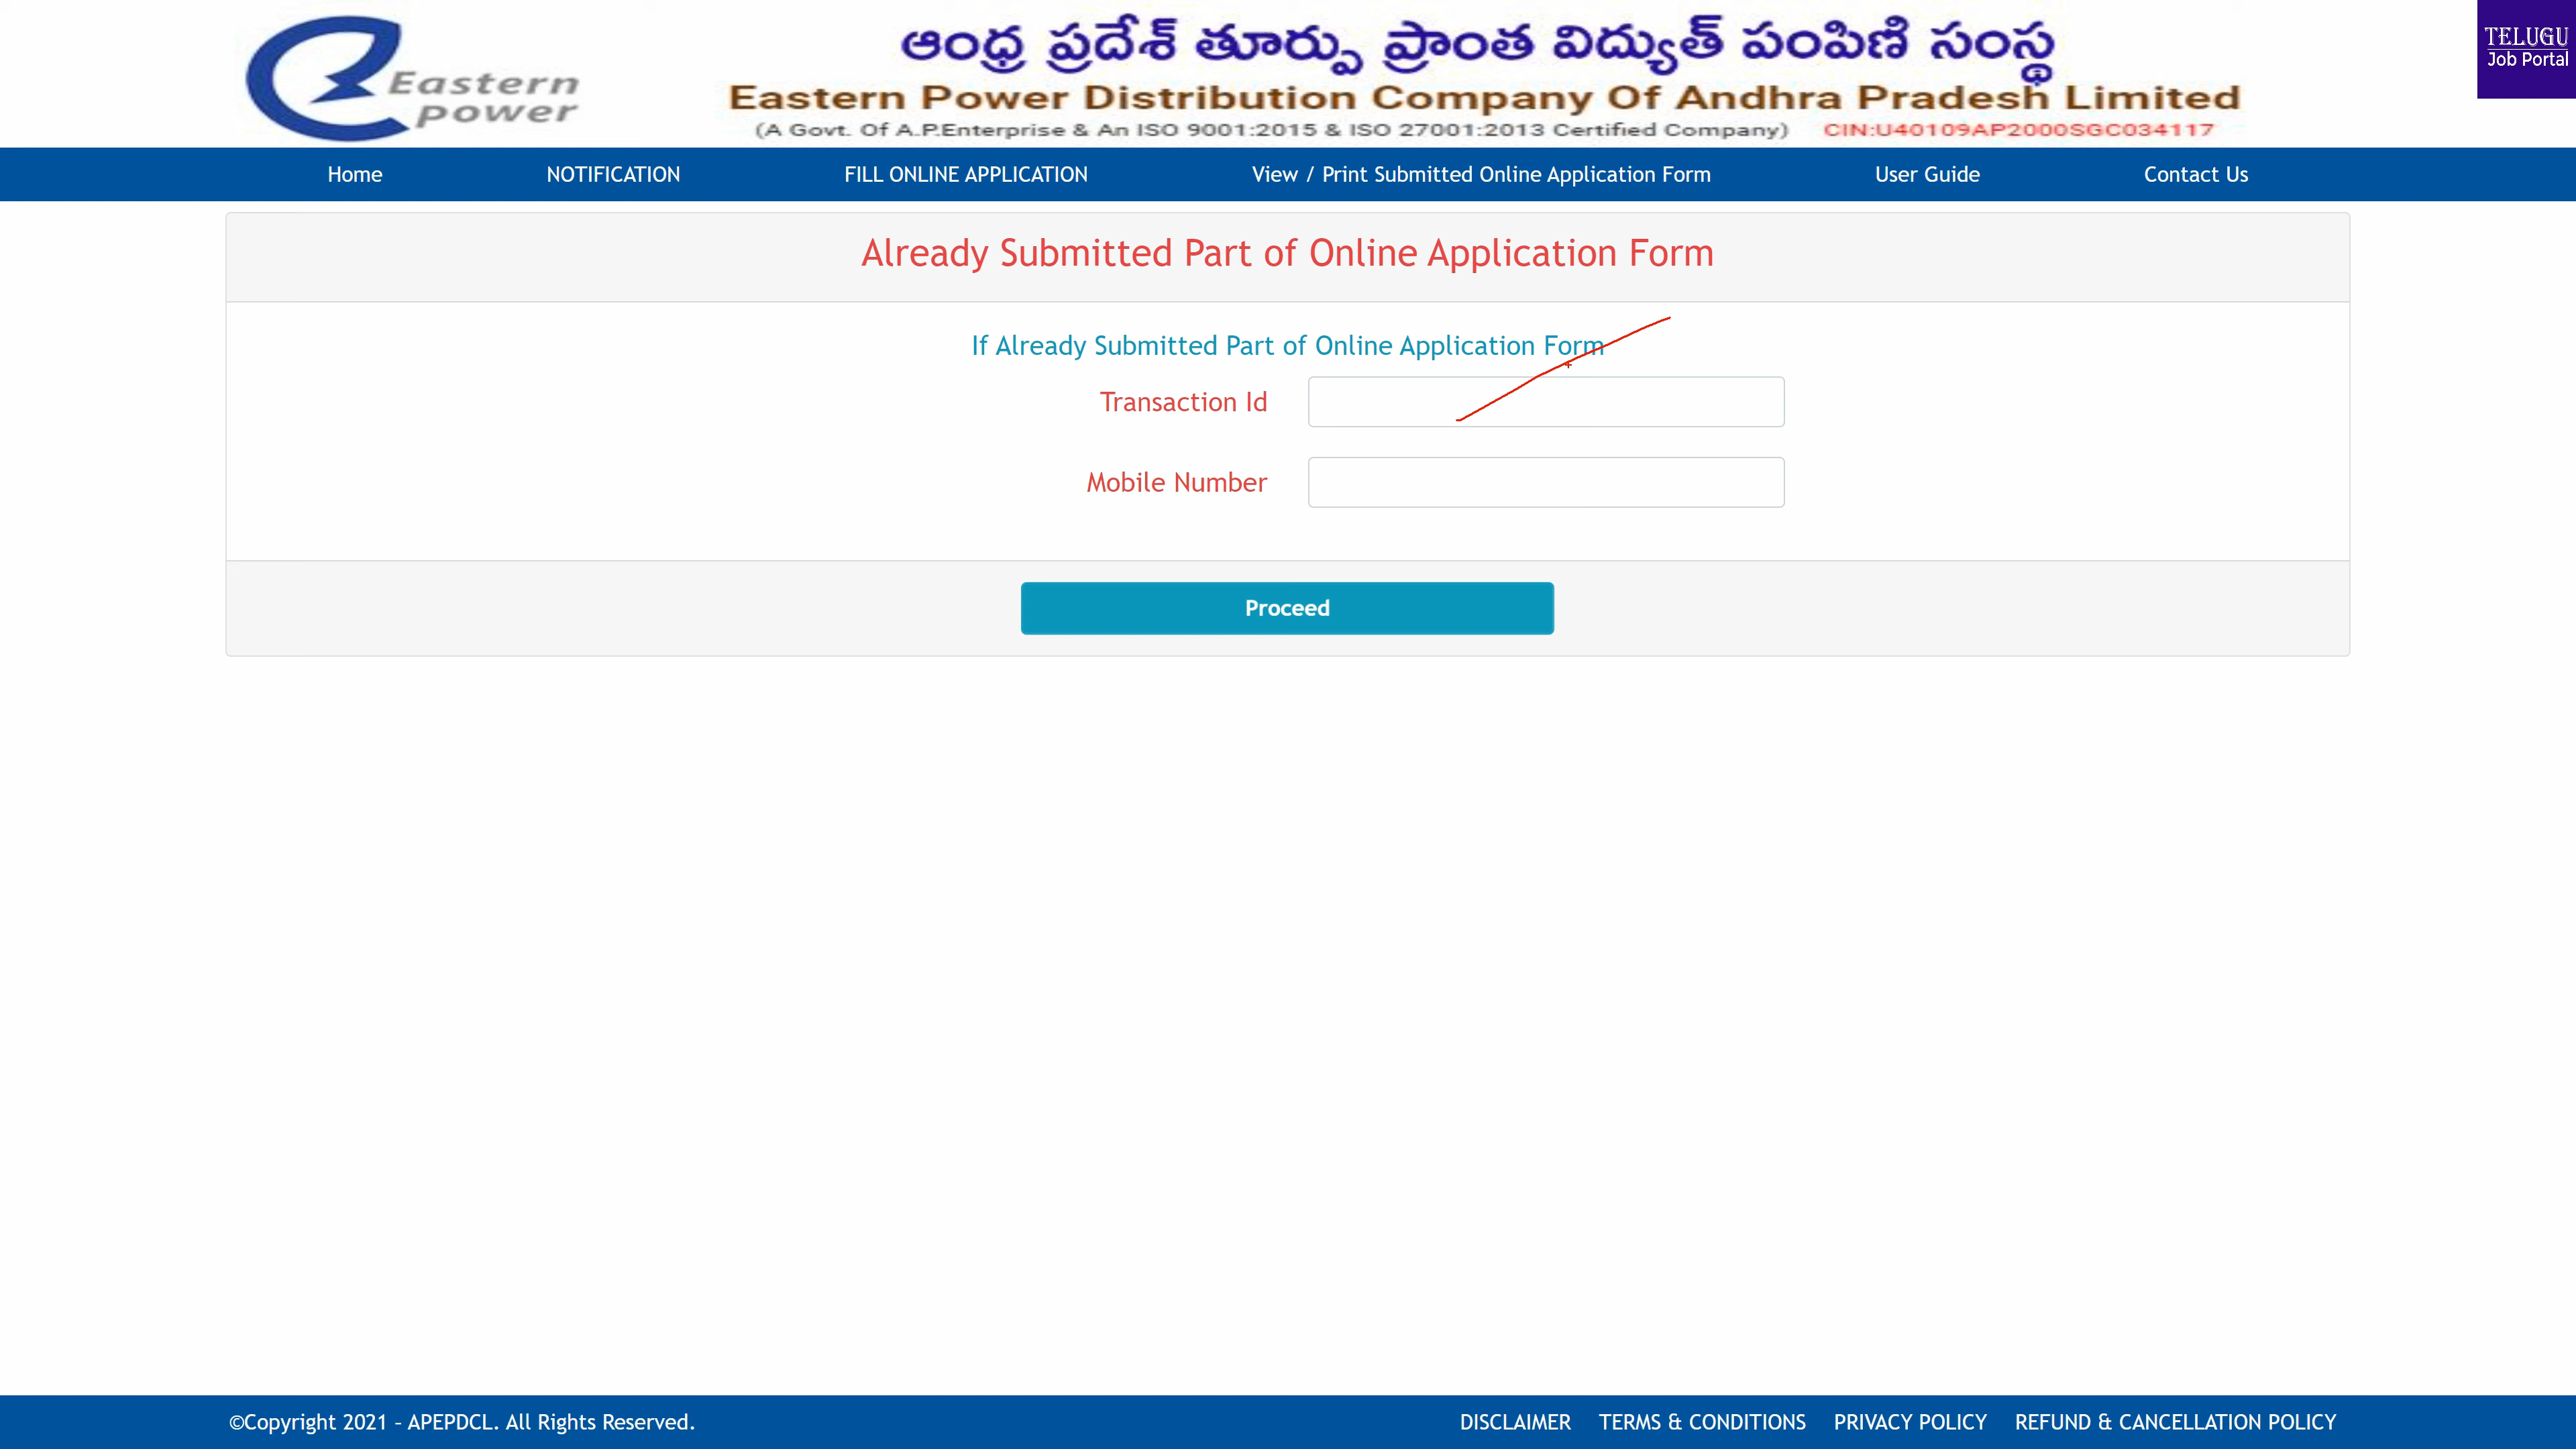 ఆంధ్ర ప్రదేశ్ తూర్పు ప్రాంత విద్యుత్ పంపిణి సంస్థ
Eastern power
Eastern Power Distribution Company Of Andhra Pradesh Limited
(A Govt. Of A.P.Enterprise & An ISO 9001:2015 & ISO 27001:2013 Certified Company) CIN:U40109AP2000SGC034117
TELUGU
Job Portal
Home NOTIFICATION FILL ONLINE APPLICATION View / Print Submitted Online Application Form User Guide Contact Us
Already Submitted Part of Online Application Form
If Already Submitted Part of Online Application Form
Transaction Id
Mobile Number
Proceed
©Copyright 2021 – APEPDCL. All Rights Reserved. DISCLAIMER TERMS & CONDITIONS PRIVACY POLICY REFUND & CANCELLATION POLICY